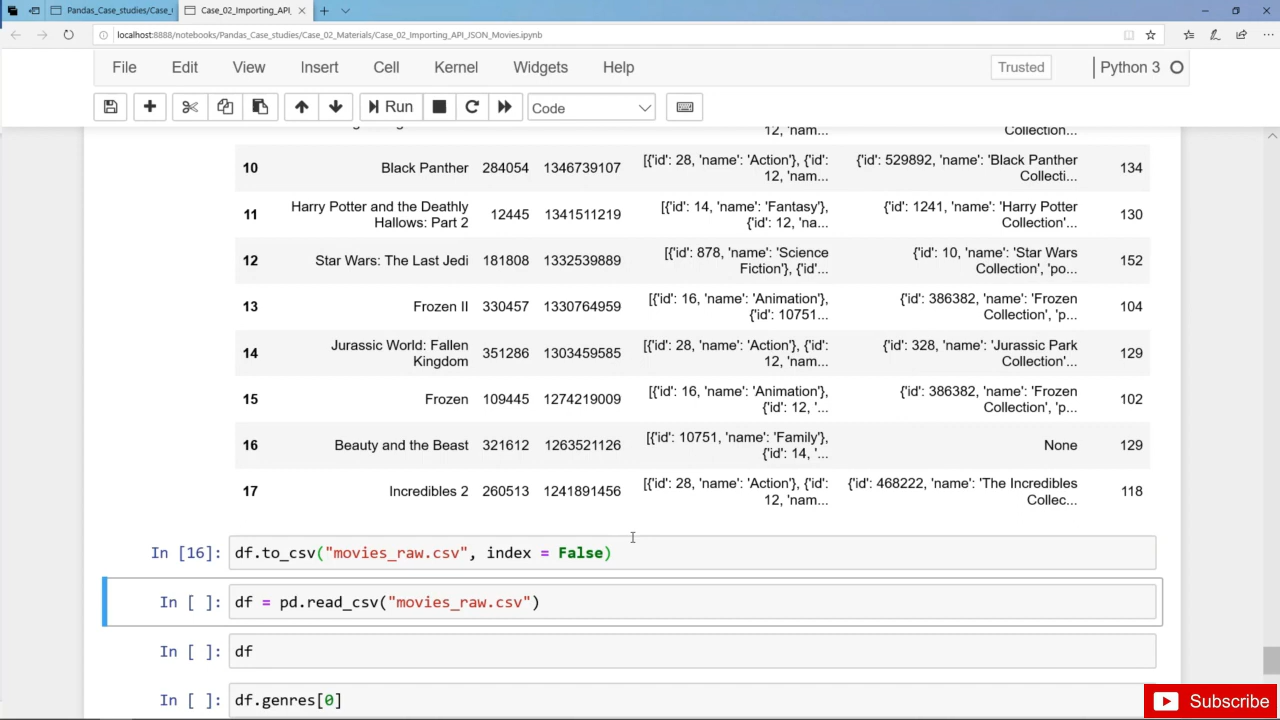 Pandas_Case_studies/Case_
Case_02_Importing_API_
localhost:8888/notebooks/Pandas_Case_studies/Case_02_Materials/Case_02_Importing_API_JSON_Movies.ipynb
File Edit View Insert Cell Kernel Widgets Help Trusted Python 3
Run Code
12, 'nam... Collection...
10 Black Panther 284054 1346739107 [{'id': 28, 'name': 'Action'}, {'id': 12, 'nam... {'id': 529892, 'name': 'Black Panther Collecti... 134
11 Harry Potter and the Deathly Hallows: Part 2 12445 1341511219 [{'id': 14, 'name': 'Fantasy'}, {'id': 12, 'na... {'id': 1241, 'name': 'Harry Potter Collection'... 130
12 Star Wars: The Last Jedi 181808 1332539889 [{'id': 878, 'name': 'Science Fiction'}, {'id'... {'id': 10, 'name': 'Star Wars Collection', 'po... 152
13 Frozen II 330457 1330764959 [{'id': 16, 'name': 'Animation'}, {'id': 10751... {'id': 386382, 'name': 'Frozen Collection', 'p... 104
14 Jurassic World: Fallen Kingdom 351286 1303459585 [{'id': 28, 'name': 'Action'}, {'id': 12, 'nam... {'id': 328, 'name': 'Jurassic Park Collection'... 129
15 Frozen 109445 1274219009 [{'id': 16, 'name': 'Animation'}, {'id': 12, '... {'id': 386382, 'name': 'Frozen Collection', 'p... 102
16 Beauty and the Beast 321612 1263521126 [{'id': 10751, 'name': 'Family'}, {'id': 14, '... None 129
17 Incredibles 2 260513 1241891456 [{'id': 28, 'name': 'Action'}, {'id': 12, 'nam... {'id': 468222, 'name': 'The Incredibles Collec... 118
In [16]: df.to_csv("movies_raw.csv", index = False)
In [ ]: df = pd.read_csv("movies_raw.csv")
In [ ]: df
In [ ]: df.genres[0]
Subscribe